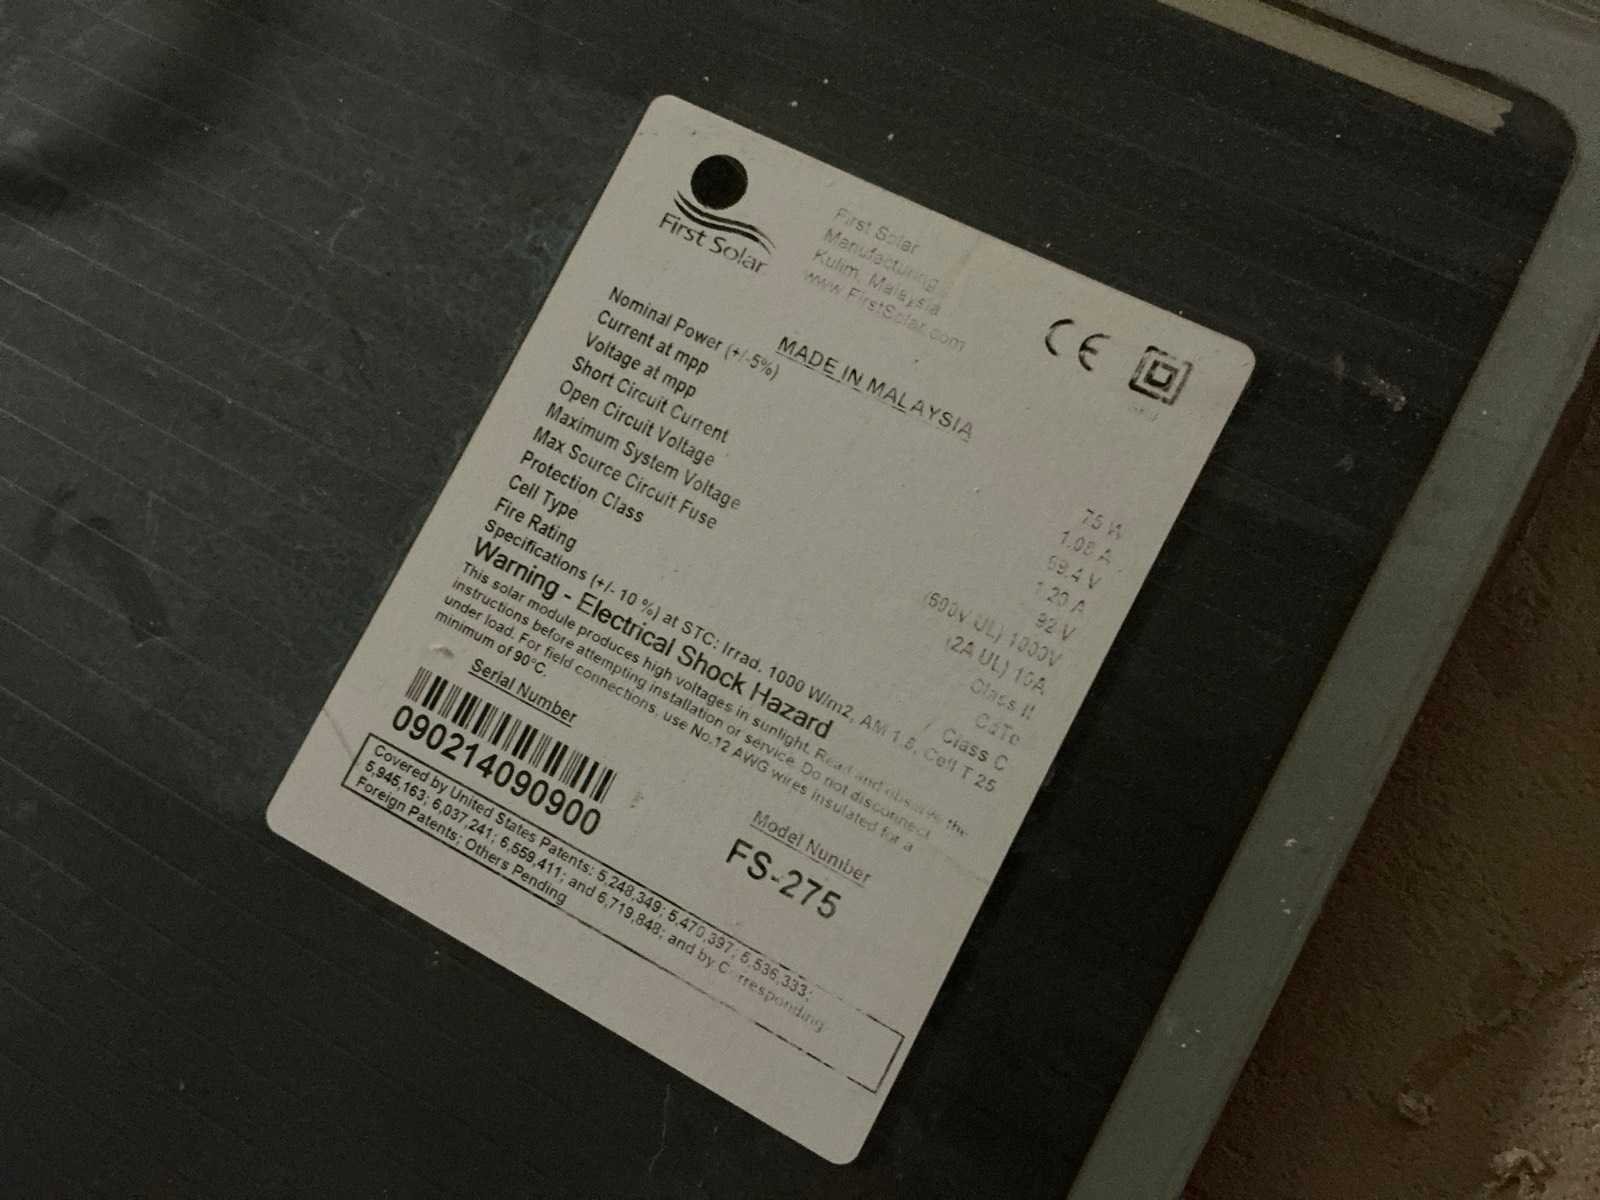 First Solar
First Solar
Manufacturing
Kulim, Malaysia
www.FirstSolar.com
MADE IN MALAYSIA
CE
Nominal Power (+/-5%) 75 W
Current at mpp 1.08 A
Voltage at mpp 69.4 V
Short Circuit Current 1.20 A
Open Circuit Voltage 92 V
Maximum System Voltage (600V UL) 1000V
Max Source Circuit Fuse (2A UL) 10A
Protection Class Class II
Cell Type CdTe
Fire Rating Class C
Specifications (+/- 10 %) at STC: Irrad. 1000 W/m2, AM 1.5, Cell T 25
Warning - Electrical Shock Hazard
This solar module produces high voltages in sunlight. Read and observe the
instructions before attempting installation or service. Do not disconnect
under load. For field connections, use No.12 AWG wires insulated for a
minimum of 90°C.
Serial Number
090214090900
Model Number
FS-275
Covered by United States Patents: 5,248,349; 5,470,397; 5,536,333;
5,945,163; 6,037,241; 6,559,411; and 6,719,848; and by Corresponding
Foreign Patents; Others Pending